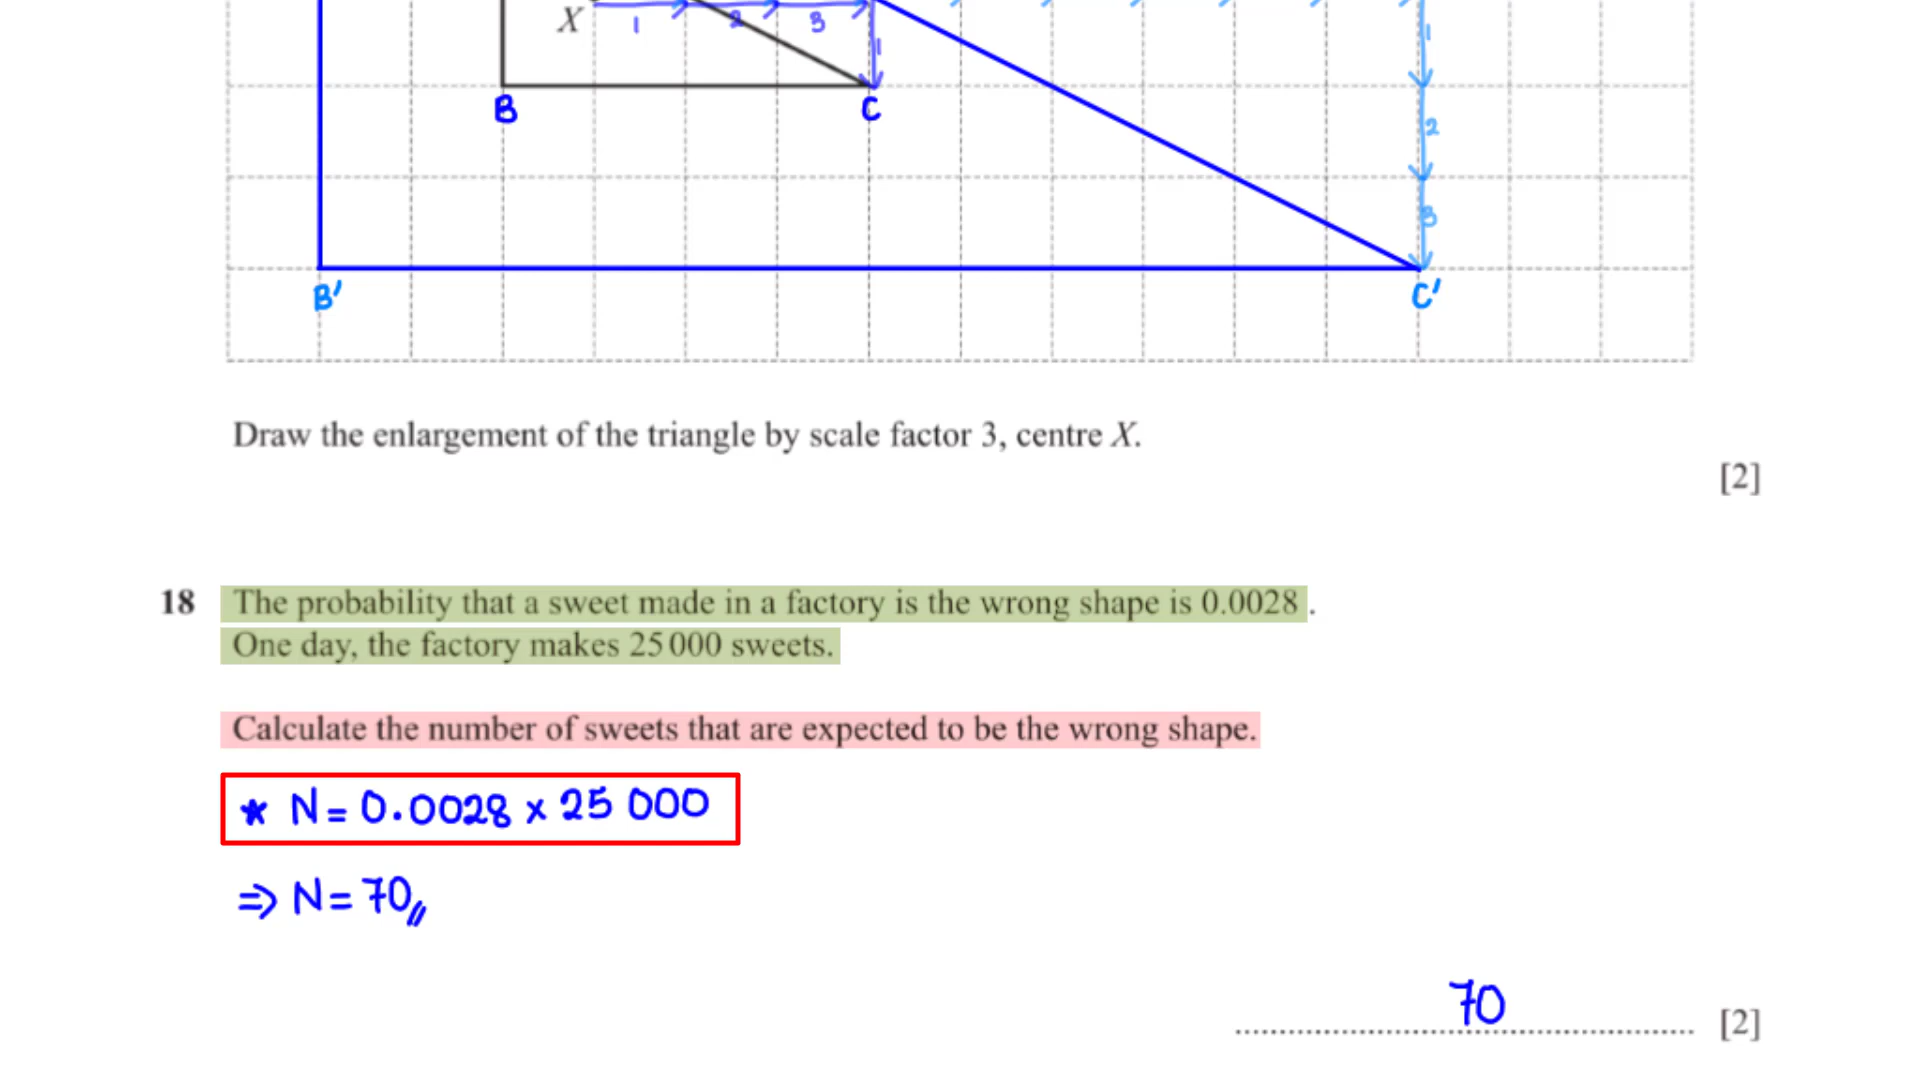 X
1 2 3
1
1
B
C
2
3
B'
C'
Draw the enlargement of the triangle by scale factor 3, centre X.
[2]
18 The probability that a sweet made in a factory is the wrong shape is 0.0028 .
One day, the factory makes 25 000 sweets.
Calculate the number of sweets that are expected to be the wrong shape.
* N = 0.0028 × 25 000
⇒ N = 70//
70
[2]